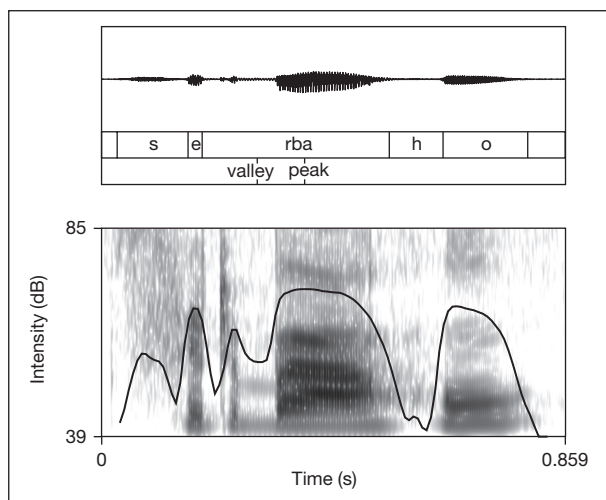 s e rba h o
valley peak
85
Intensity (dB)
39
0 0.859
Time (s)